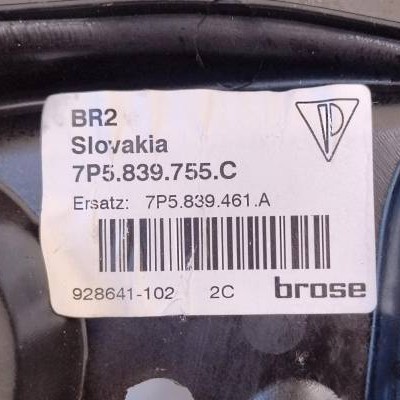 BR2
Slovakia
7P5.839.755.C
Ersatz: 7P5.839.461.A
928641-102 2C brose